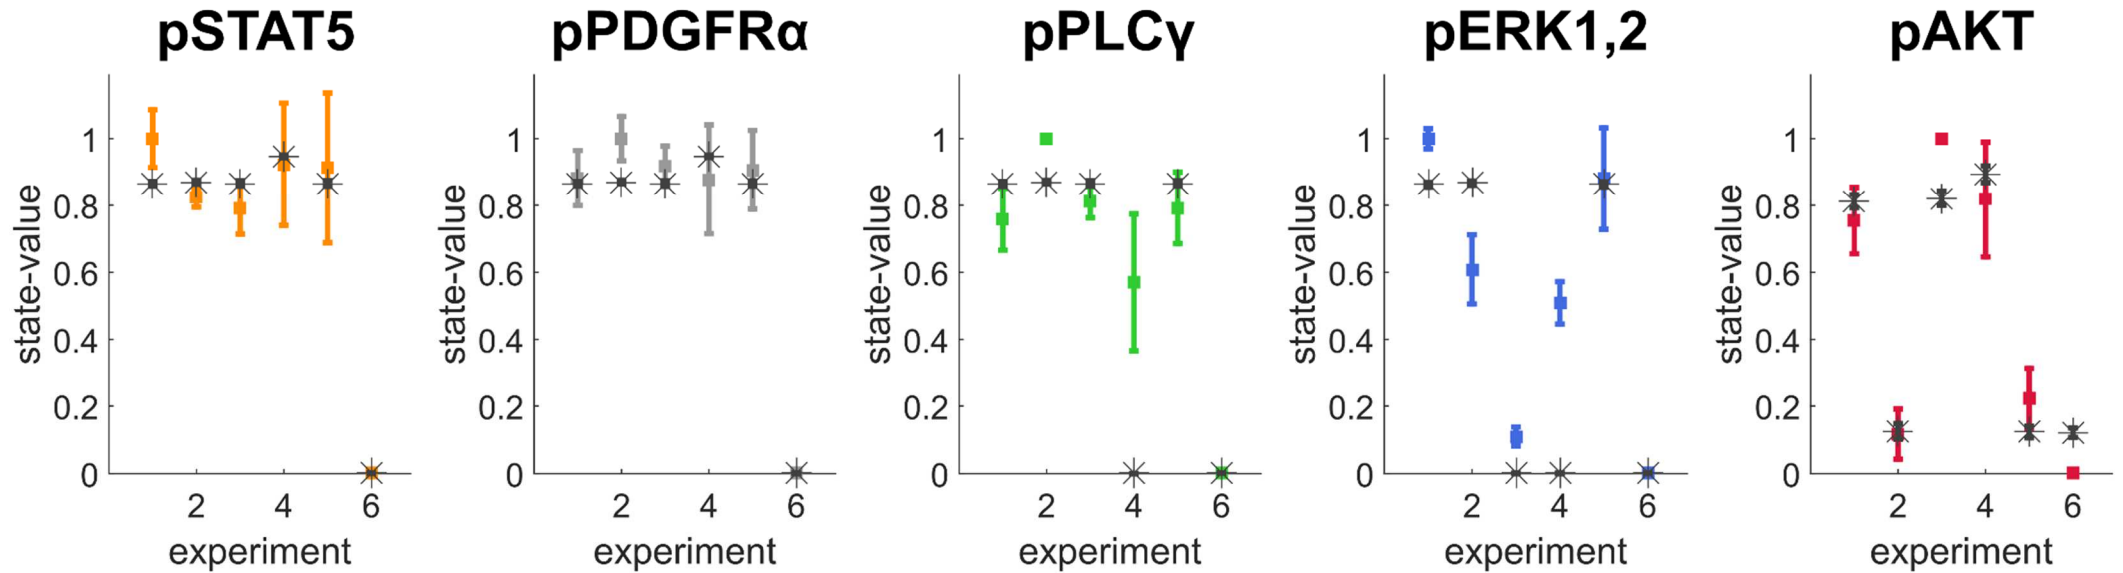 pSTAT5
state-value
1
0.8
0.6
0.4
0.2
0
2 4 6
experiment
pPDGFRα
state-value
1
0.8
0.6
0.4
0.2
0
2 4 6
experiment
pPLCγ
state-value
1
0.8
0.6
0.4
0.2
0
2 4 6
experiment
pERK1,2
state-value
1
0.8
0.6
0.4
0.2
0
2 4 6
experiment
pAKT
state-value
1
0.8
0.6
0.4
0.2
0
2 4 6
experiment